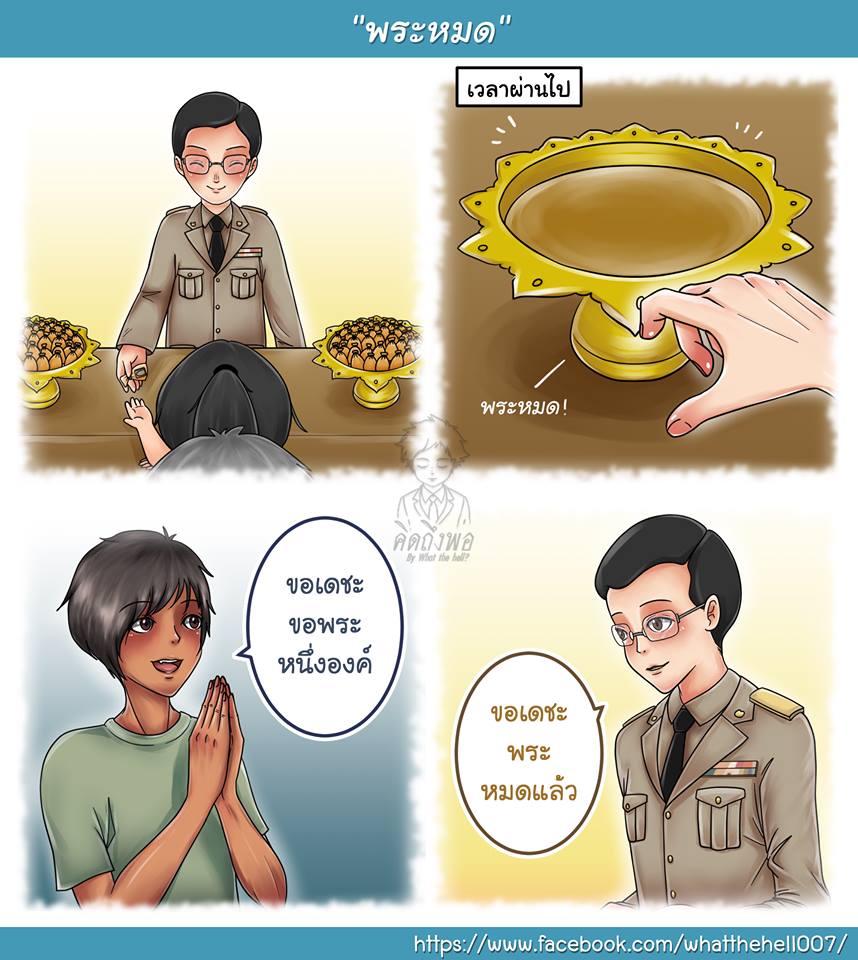 "พระหมด"
เวลาผ่านไป
พระหมด!
ขอเดชะ
ขอพระ
หนึ่งองค์
ขอเดชะ
พระ
หมดแล้ว
คิดถึงพ่อ
By What the hell?
https://www.facebook.com/whatthehell007/